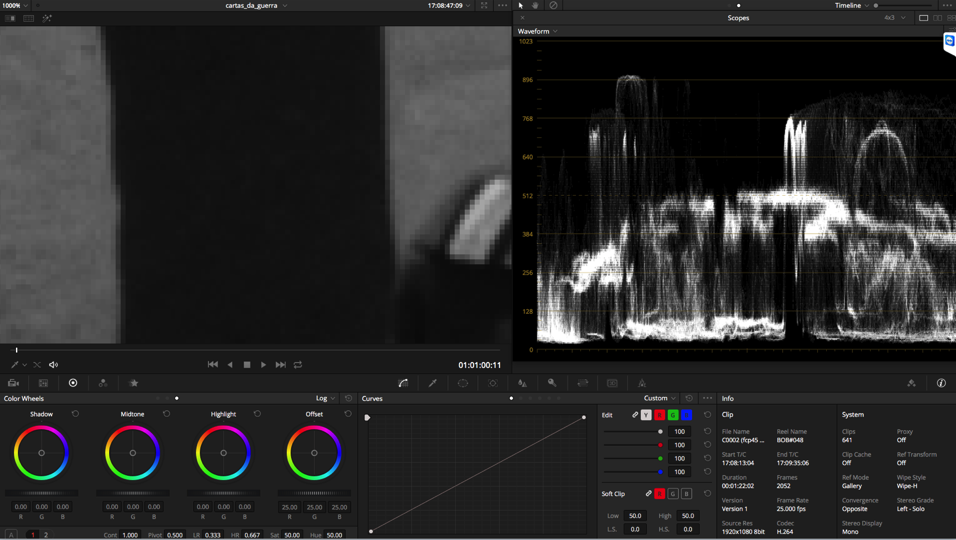 1000%
cartas_da_guerra
17:08:47:09
Timeline
Scopes
4x3
Waveform
1023
896
768
640
512
384
256
128
0
01:01:00:11
Color Wheels
Log
Shadow
Midtone
Highlight
Offset
0.00 0.00 0.00
R G B
0.00 0.00 0.00
R G B
0.00 0.00 0.00
R G B
25.00 25.00 25.00
R G B
A 1 2 Cont 1.000 Pivot 0.500 LR 0.333 HR 0.667 Sat 50.00 Hue 50.00
Curves
Custom
Edit Y R G B
100
100
100
100
Soft Clip R G B
Low 50.0 High 50.0
L.S. 0.0 H.S. 0.0
Info
Clip
File Name Reel Name
C0002 (fcp45 ... BOB#048
Start T/C End T/C
17:08:13:04 17:09:35:06
Duration Frames
00:01:22:02 2052
Version Frame Rate
Version 1 25.000 fps
Source Res Codec
1920x1080 8bit H.264
System
Clips Proxy
641 Off
Clip Cache Ref Transform
Off Off
Ref Mode Wipe Style
Gallery Wipe-H
Convergence Stereo Grade
Opposite Left - Solo
Stereo Display
Mono